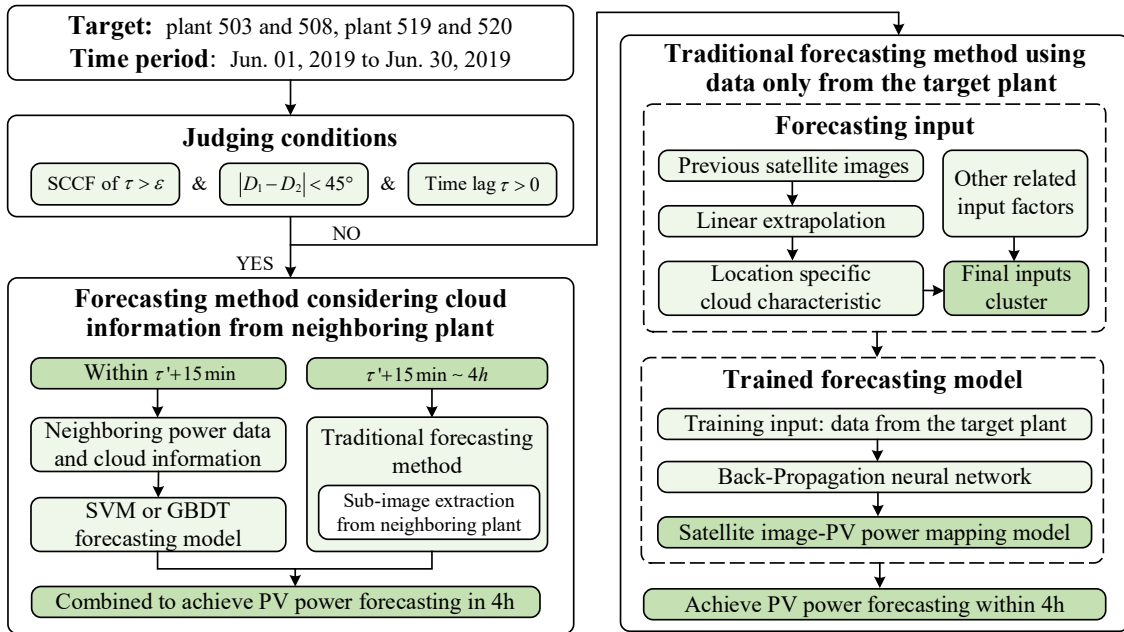 Target: plant 503 and 508, plant 519 and 520
Time period: Jun. 01, 2019 to Jun. 30, 2019
Judging conditions
SCCF of τ > ε & |D₁ − D₂| < 45° & Time lag τ > 0
NO
YES
Forecasting method considering cloud
information from neighboring plant
Within τ'+15 min
Neighboring power data
and cloud information
SVM or GBDT
forecasting model
τ'+15 min ~ 4h
Traditional forecasting
method
Sub-image extraction
from neighboring plant
Combined to achieve PV power forecasting in 4h
Traditional forecasting method using
data only from the target plant
Forecasting input
Previous satellite images
Linear extrapolation
Location specific
cloud characteristic
Other related
input factors
Final inputs
cluster
Trained forecasting model
Training input: data from the target plant
Back-Propagation neural network
Satellite image-PV power mapping model
Achieve PV power forecasting within 4h